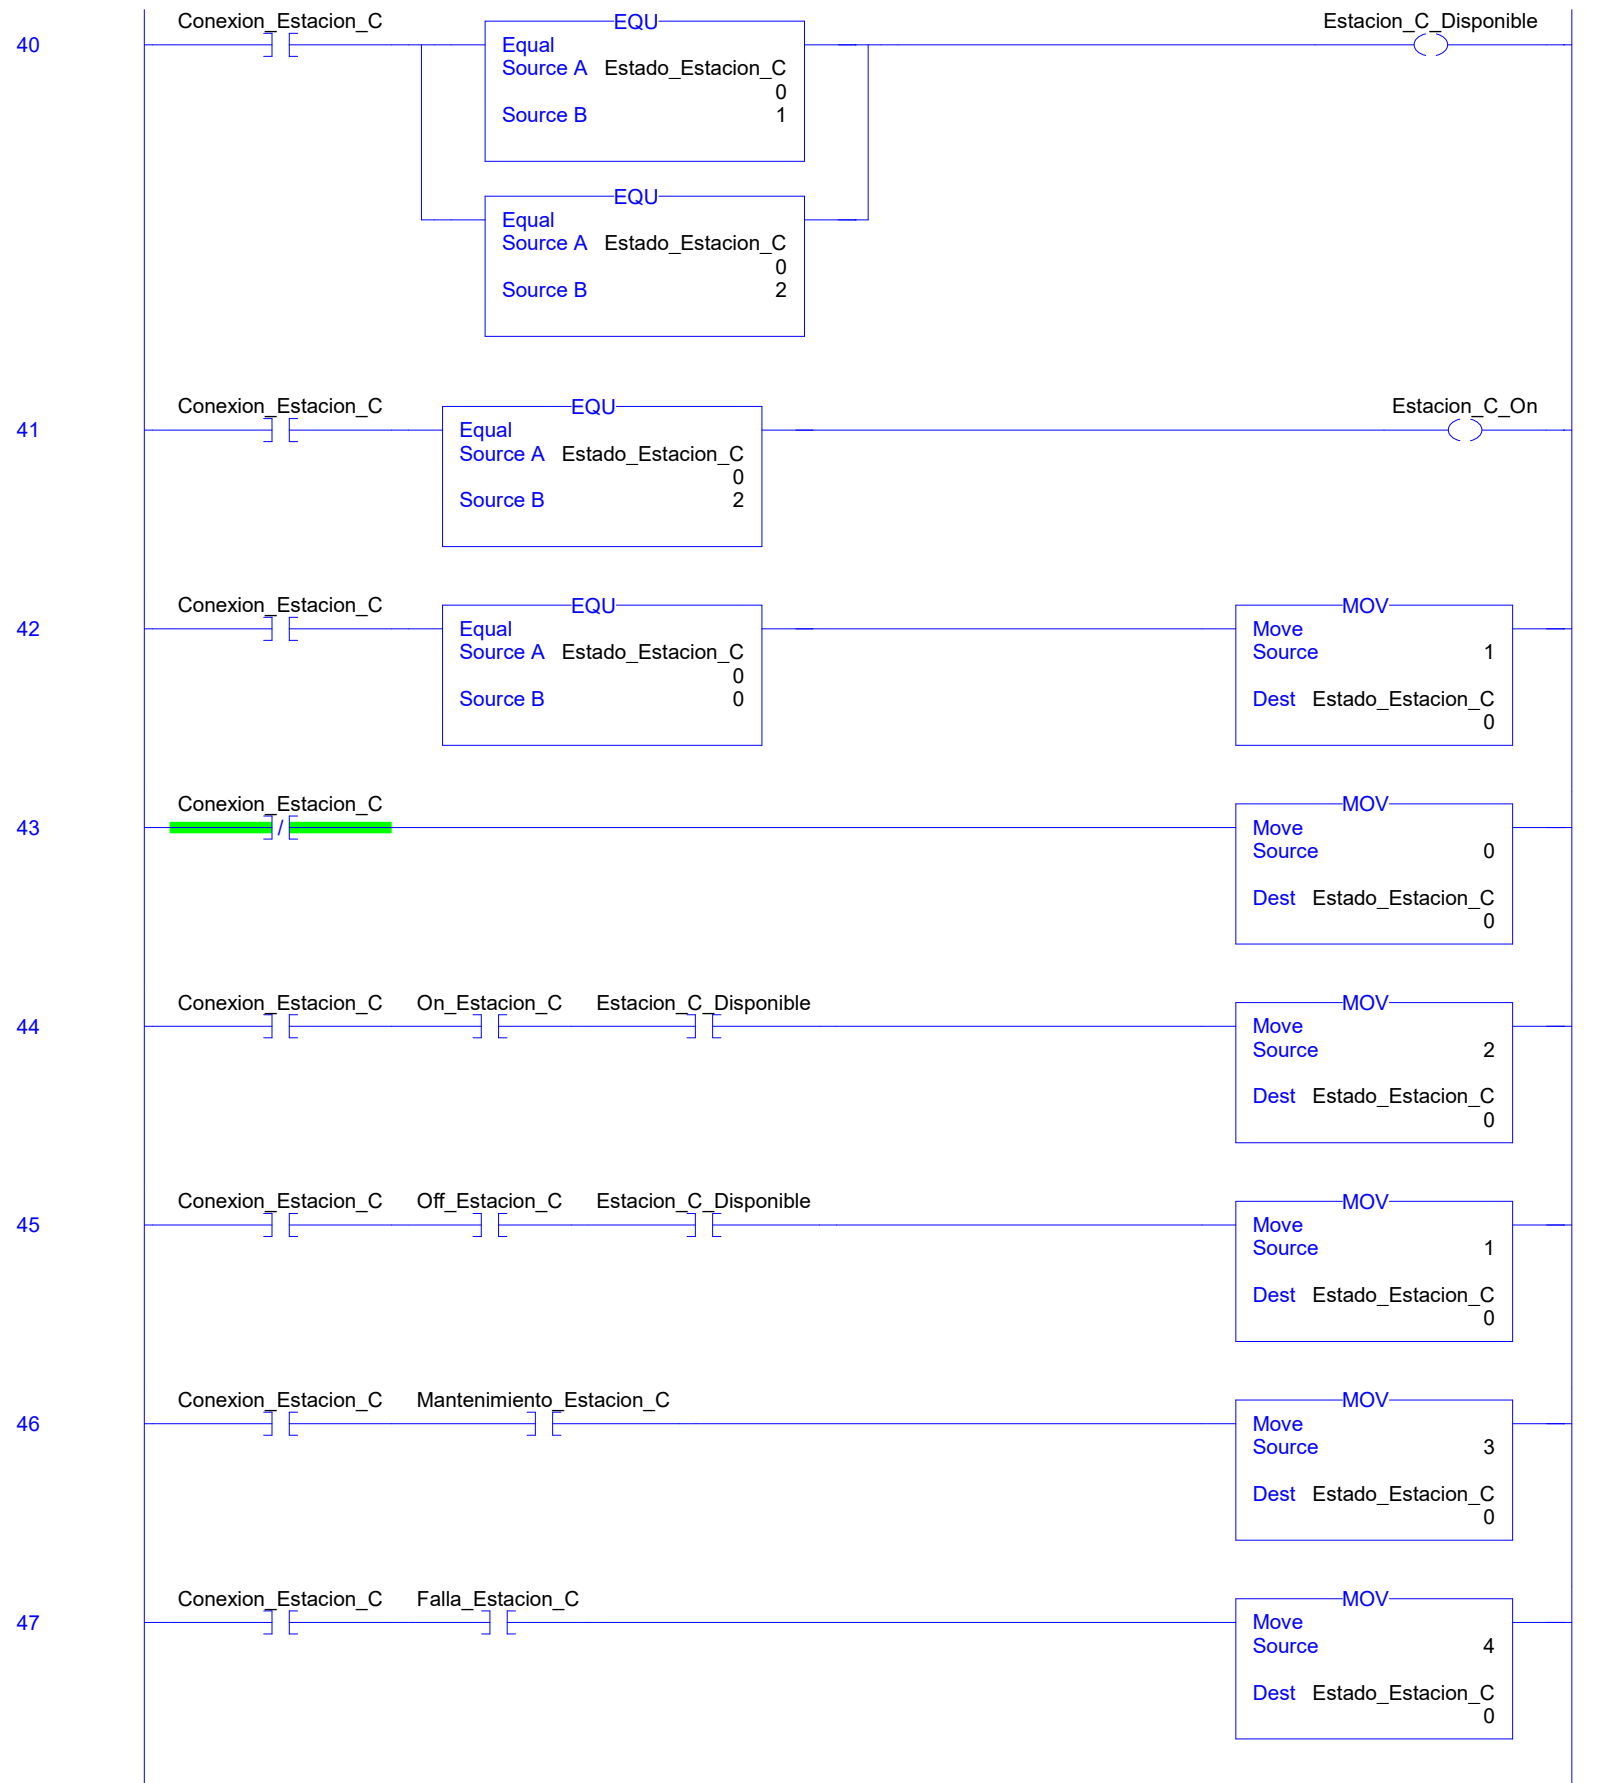 Conexion_Estacion_C EQU Estacion_C_Disponible
40 Equal
Source A Estado_Estacion_C
0
Source B 1
EQU
Equal
Source A Estado_Estacion_C
0
Source B 2
Conexion_Estacion_C EQU Estacion_C_On
41 Equal
Source A Estado_Estacion_C
0
Source B 2
Conexion_Estacion_C EQU MOV
42 Equal Move
Source A Estado_Estacion_C Source 1
0
Source B 0 Dest Estado_Estacion_C
0
Conexion_Estacion_C MOV
43 / Move
Source 0
Dest Estado_Estacion_C
0
Conexion_Estacion_C On_Estacion_C Estacion_C_Disponible MOV
44 Move
Source 2
Dest Estado_Estacion_C
0
Conexion_Estacion_C Off_Estacion_C Estacion_C_Disponible MOV
45 Move
Source 1
Dest Estado_Estacion_C
0
Conexion_Estacion_C Mantenimiento_Estacion_C MOV
46 Move
Source 3
Dest Estado_Estacion_C
0
Conexion_Estacion_C Falla_Estacion_C MOV
47 Move
Source 4
Dest Estado_Estacion_C
0